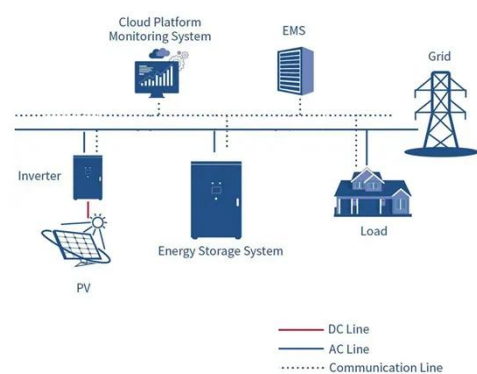 Cloud Platform
Monitoring System
EMS
Grid
Inverter
Energy Storage System
Load
PV
DC Line
AC Line
Communication Line